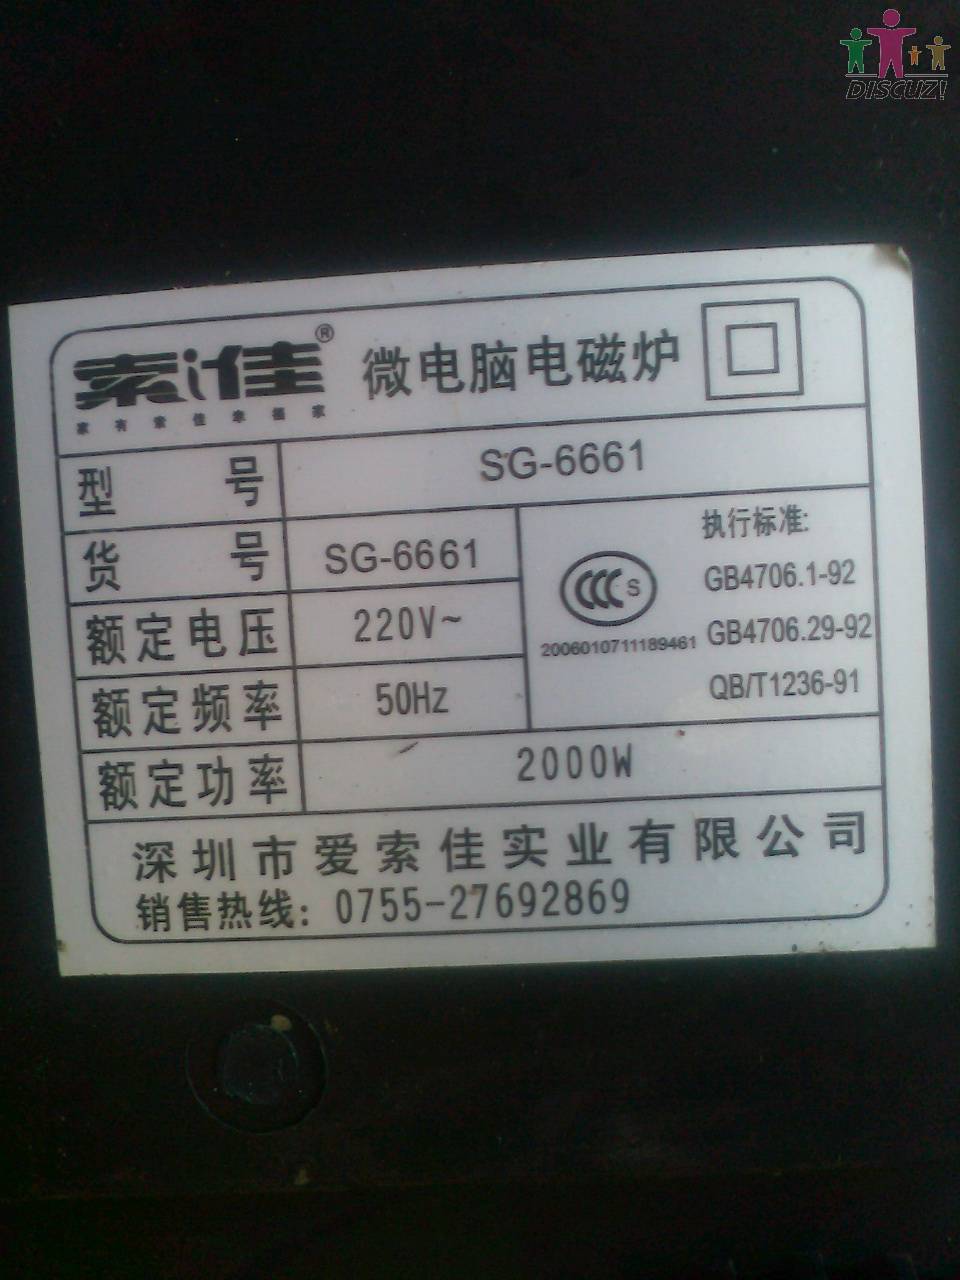 DISCUZ!
索佳® 微电脑电磁炉
家有索佳幸福家
型号 SG-6661
货号 SG-6661
额定电压 220V~
额定频率 50Hz
CCC S
2006010711189461
执行标准:
GB4706.1-92
GB4706.29-92
QB/T1236-91
额定功率 2000W
深圳市爱索佳实业有限公司
销售热线: 0755-27692869